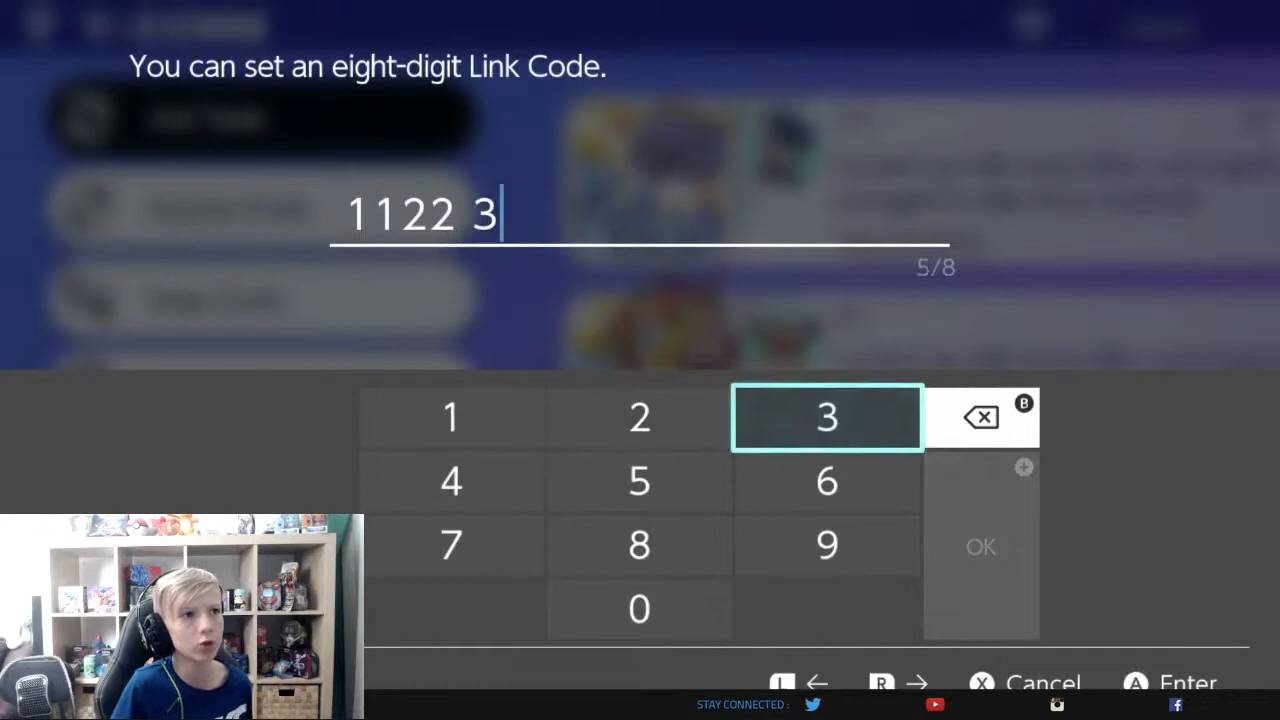 You can set an eight-digit Link Code.
1122 3
5/8
1 2 3 B
4 5 6 +
7 8 9 OK
0
L ← R → X Cancel A Enter
STAY CONNECTED :